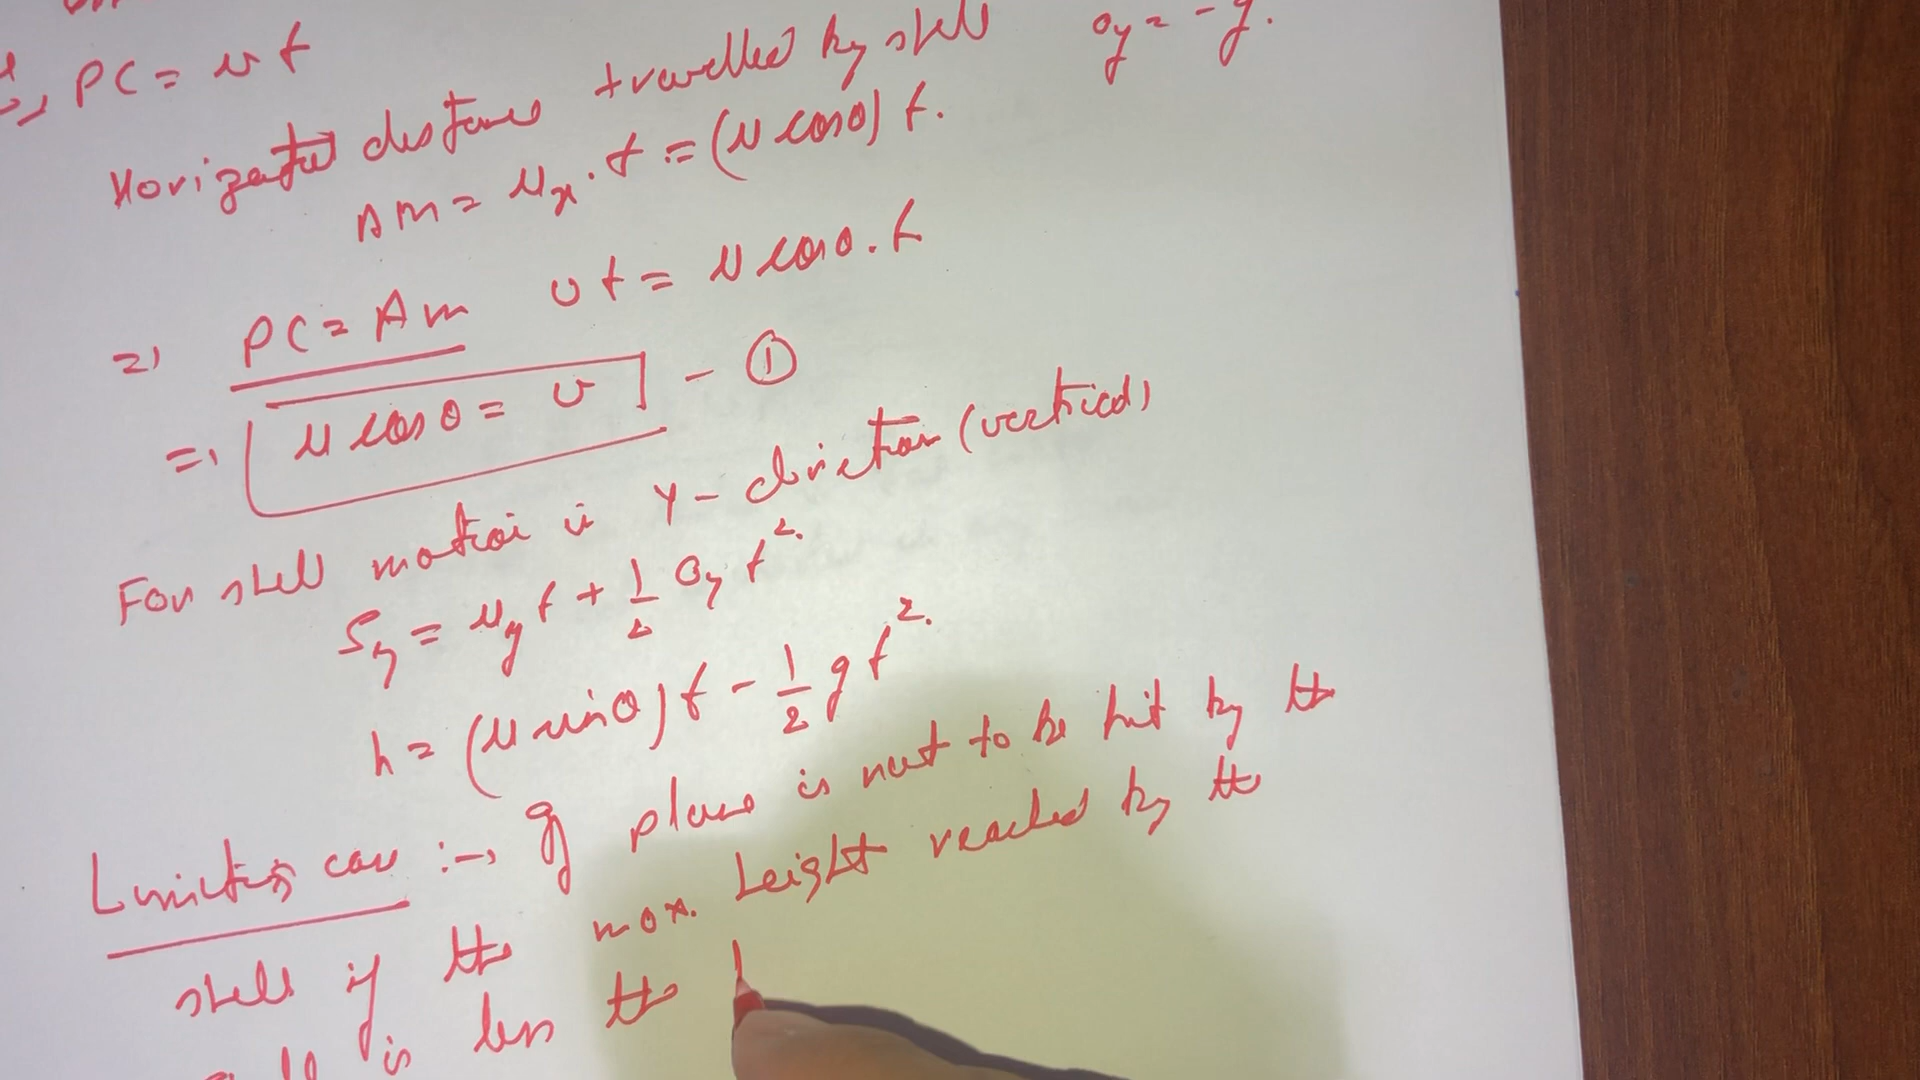 PC = vt
Horizontal distance travelled by shell ay = -g.
AM = ux.t = (u cosθ) t.
=) PC = AM vt = u cosθ.t
=) u cosθ = v - ①
For shell motion in Y-direction (vertical)
Sy = uy t + 1/2 ay t².
h = (u sinθ) t - 1/2 g t².
Limiting case :→ If plane is not to be hit by the
shell if the max. height reached by the
is less the